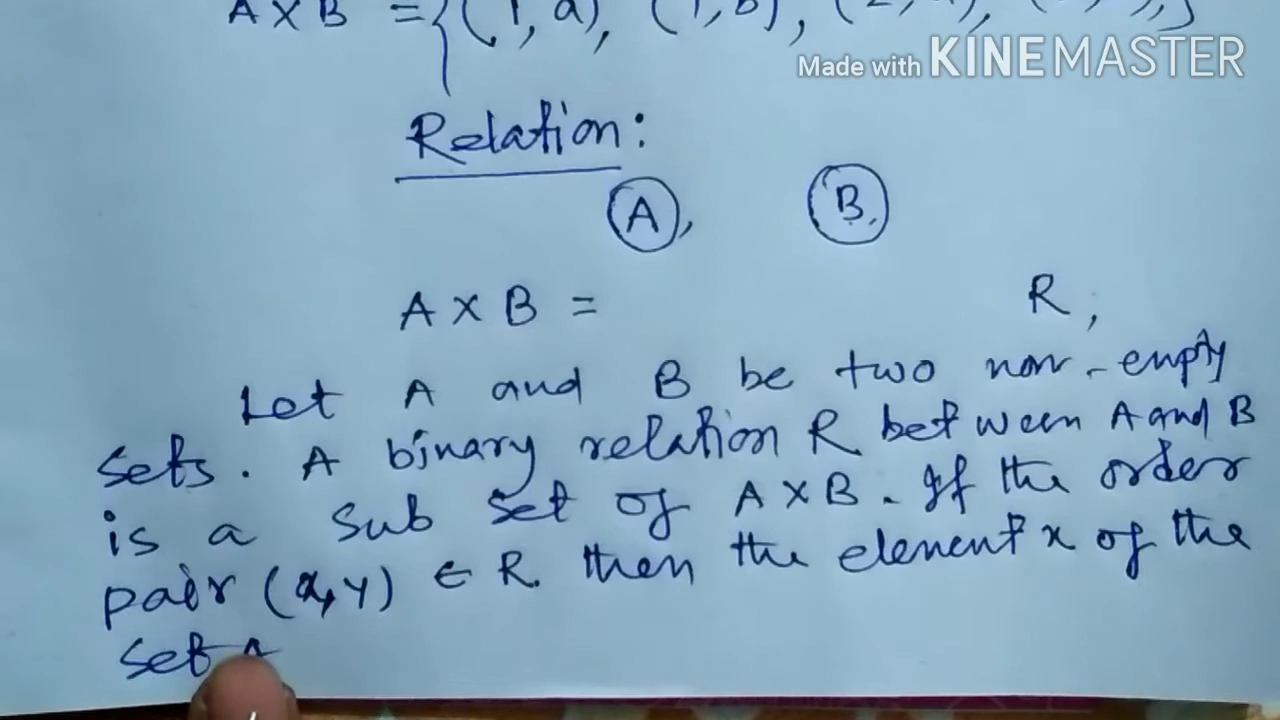 A X B = { (1, a), (1, b), (2,
Made with KINEMASTER
Relation:
A, B.
A X B = R,
Let A and B be two non-empty
sets. A binary relation R between A and B
is a sub set of A X B. If the order
pair (x, y) ∈ R. then the element x of the
set A